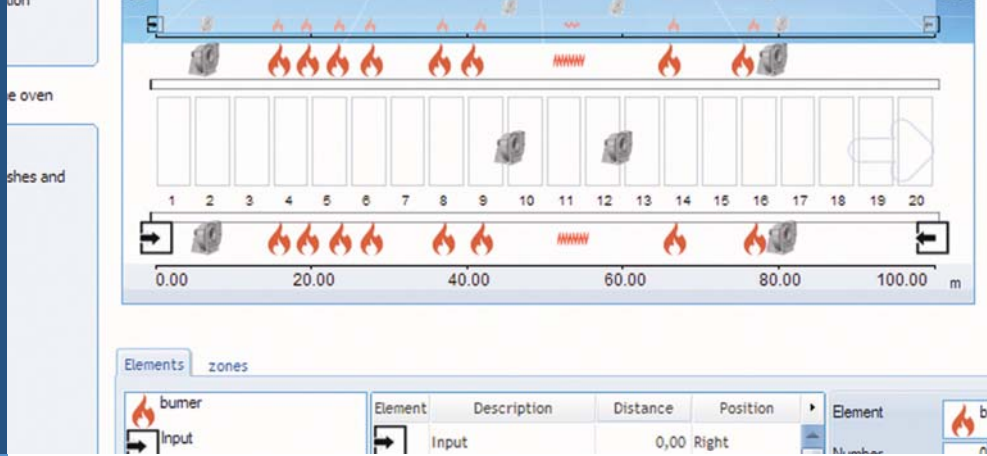 e oven
shes and
1 2 3 4 5 6 7 8 9 10 11 12 13 14 15 16 17 18 19 20
0.00 20.00 40.00 60.00 80.00 100.00 m
Elements zones
burner
Input
Element Description Distance Position
Input 0,00 Right
Element b
Number